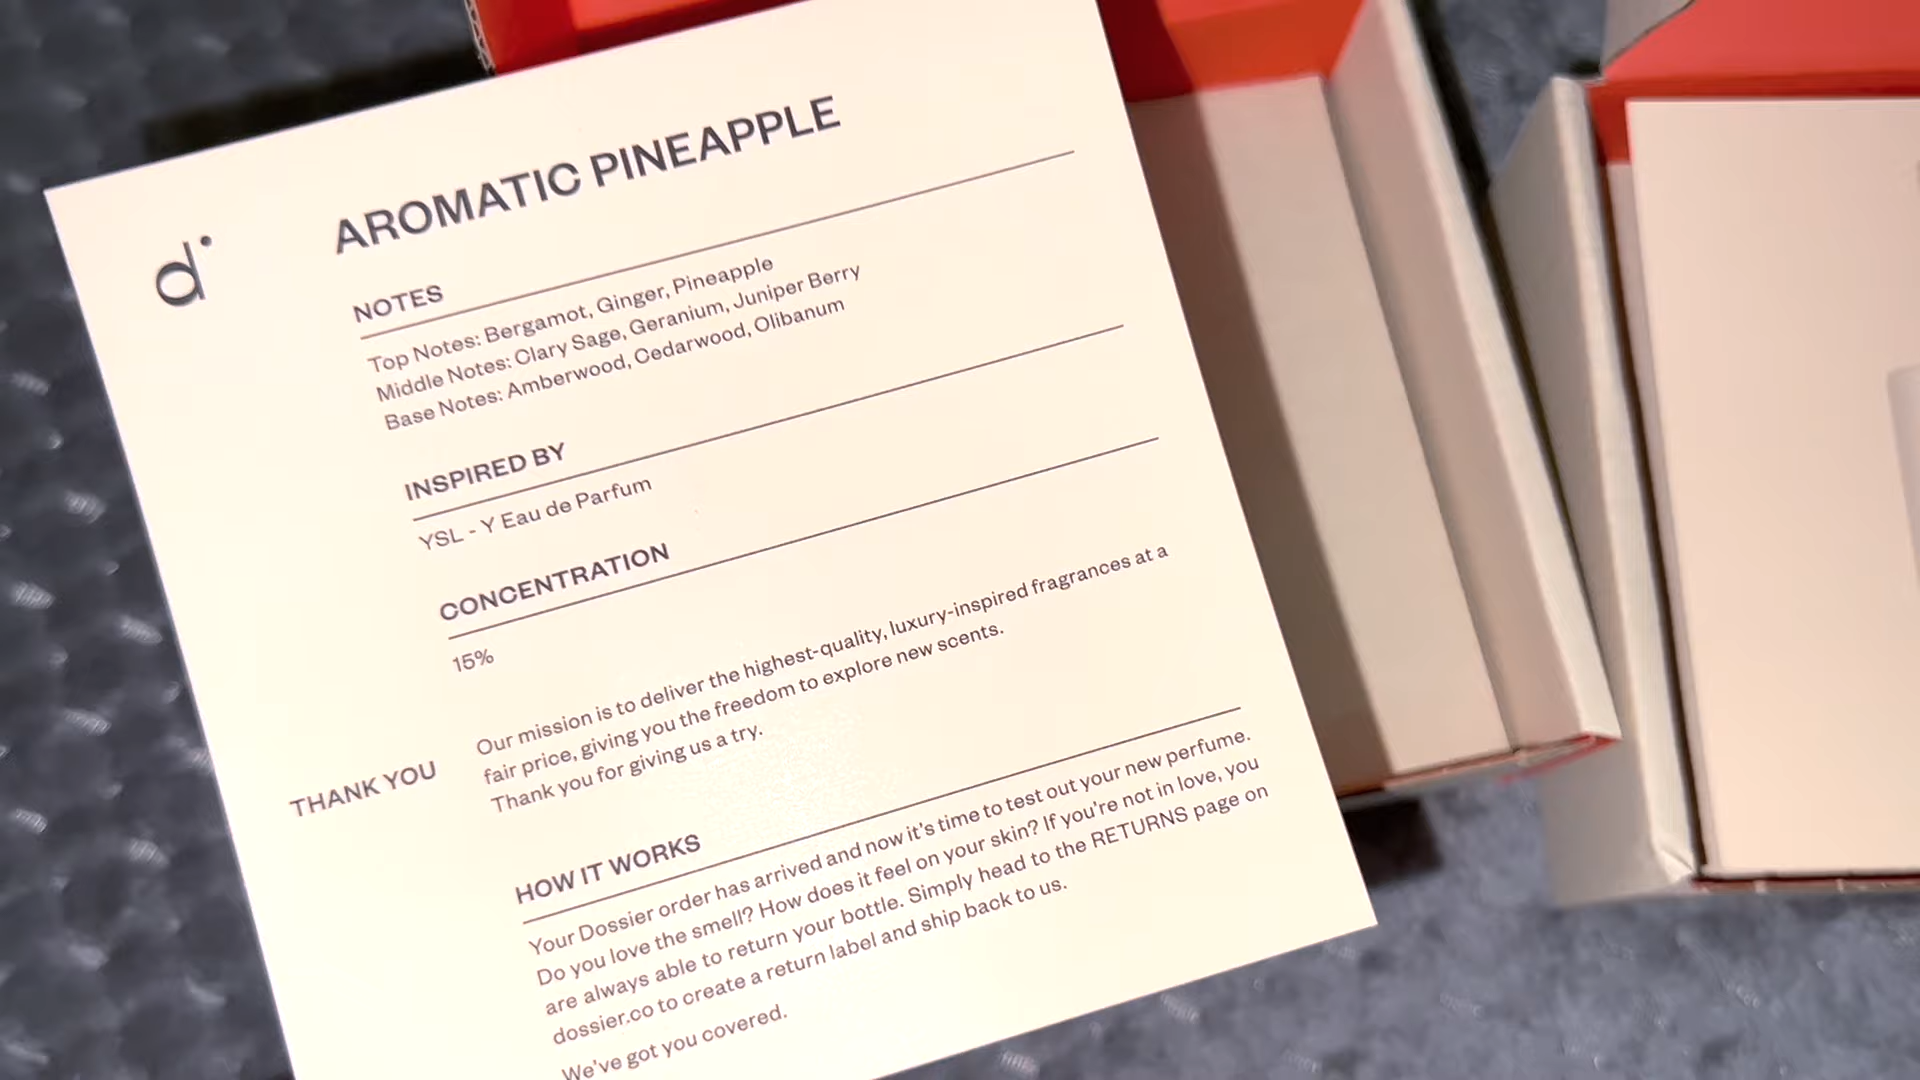 d
AROMATIC PINEAPPLE
NOTES
Top Notes: Bergamot, Ginger, Pineapple
Middle Notes: Clary Sage, Geranium, Juniper Berry
Base Notes: Amberwood, Cedarwood, Olibanum
INSPIRED BY
YSL - Y Eau de Parfum
CONCENTRATION
15%
THANK YOU
Our mission is to deliver the highest-quality, luxury-inspired fragrances at a
fair price, giving you the freedom to explore new scents.
Thank you for giving us a try.
HOW IT WORKS
Your Dossier order has arrived and now it's time to test out your new perfume.
Do you love the smell? How does it feel on your skin? If you're not in love, you
are always able to return your bottle. Simply head to the RETURNS page on
dossier.co to create a return label and ship back to us.
We've got you covered.